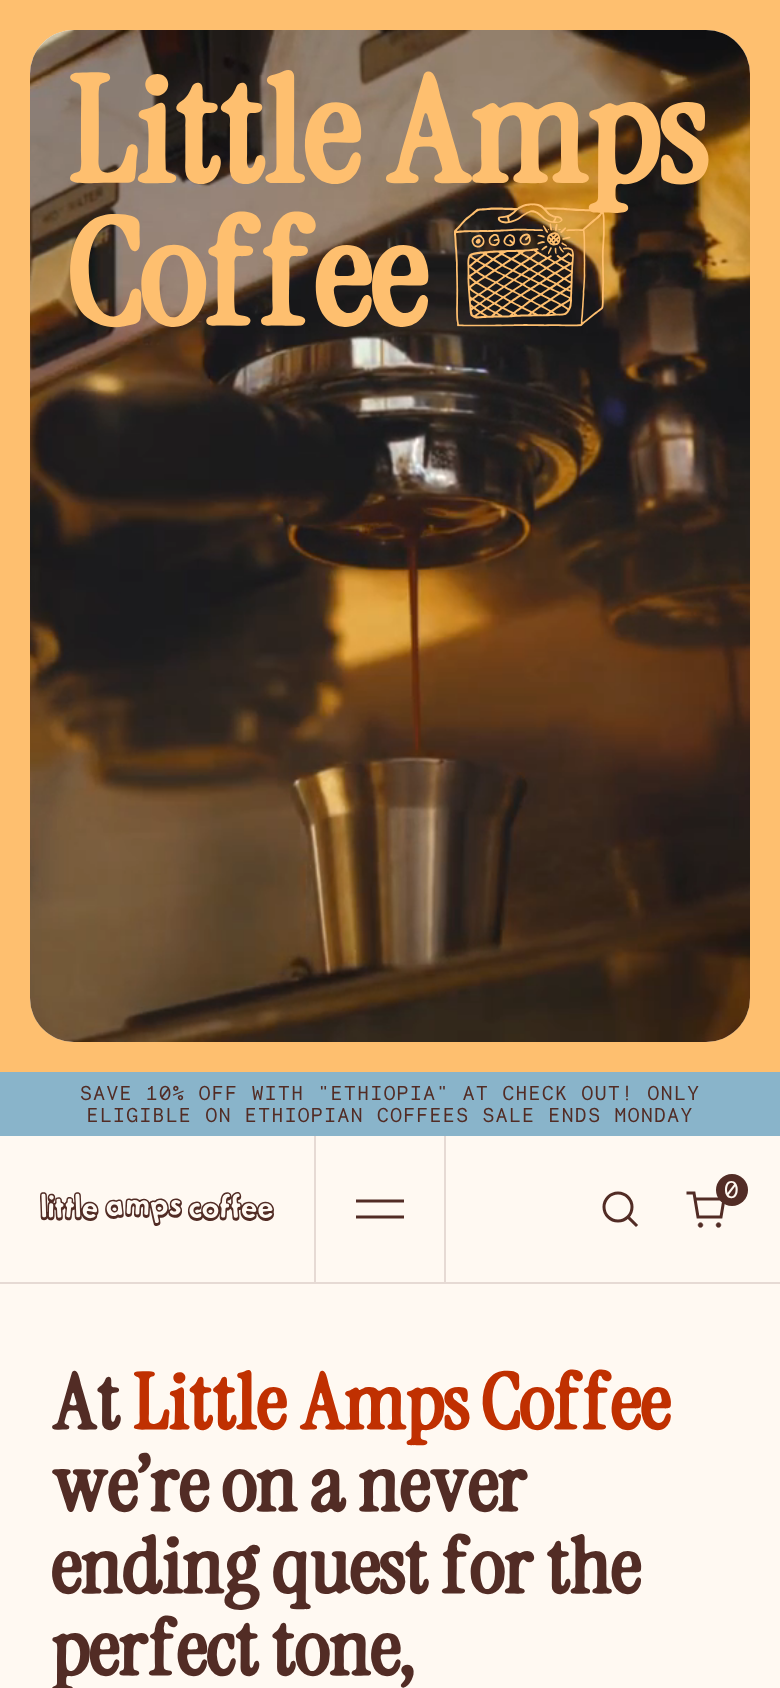 Little Amps
Coffee
SAVE 10% OFF WITH "ETHIOPIA" AT CHECK OUT! ONLY
ELIGIBLE ON ETHIOPIAN COFFEES SALE ENDS MONDAY
little amps coffee
0
At Little Amps Coffee
we’re on a never
ending quest for the
perfect tone,